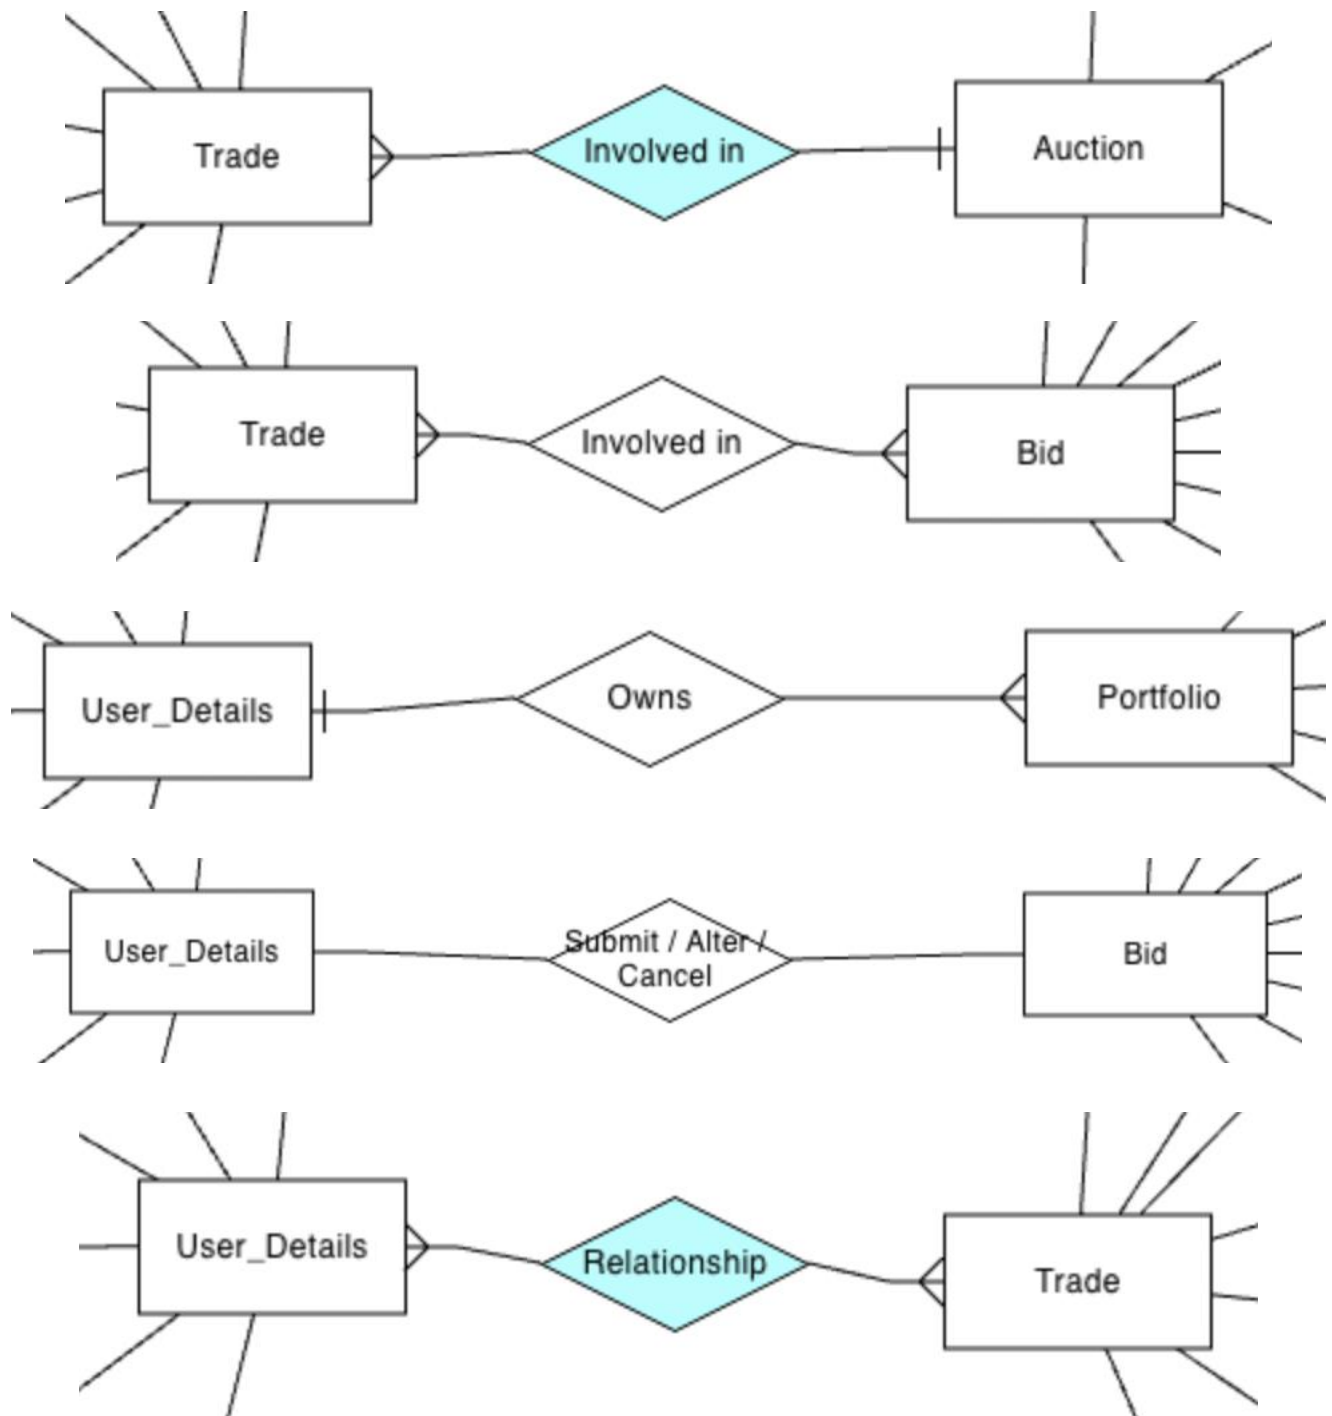 Trade
Involved in
Auction
Trade
Involved in
Bid
User_Details
Owns
Portfolio
User_Details
Submit / Alter /
Cancel
Bid
User_Details
Relationship
Trade